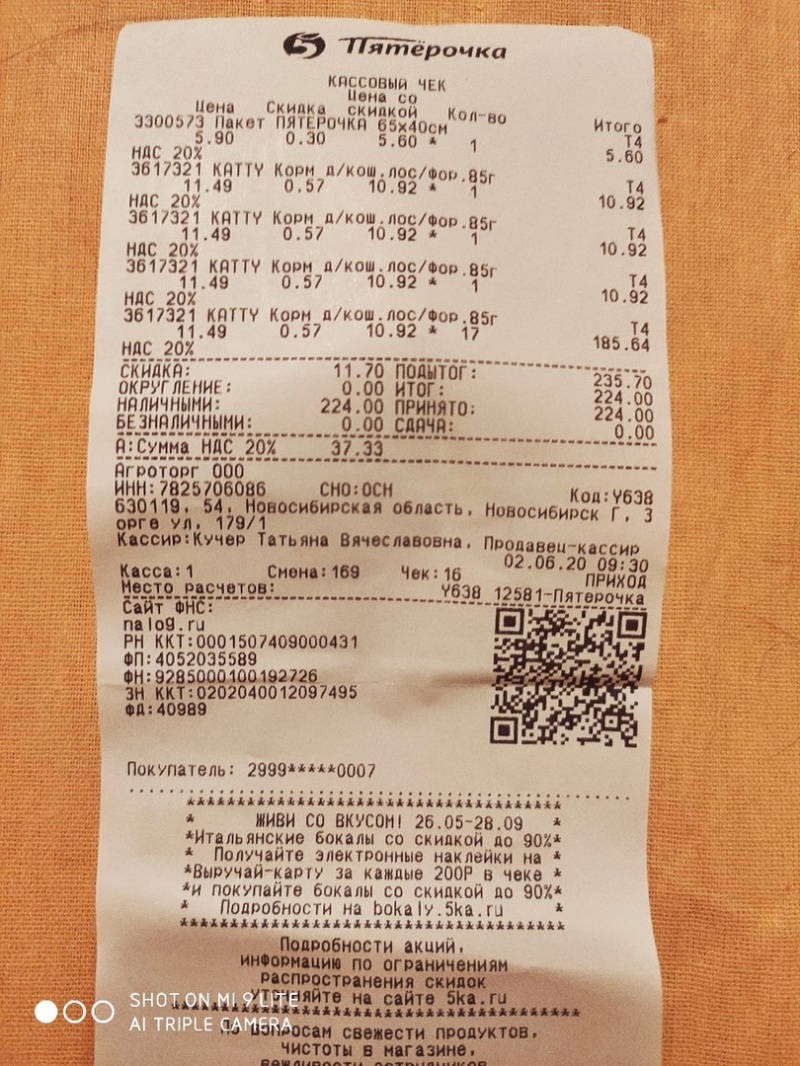 5 Пятёрочка
КАССОВЫЙ ЧЕК
Цена со
Цена Скидка скидкой Кол-во Итого
3300573 Пакет ПЯТЕРОЧКА 65х40см Т4
5.90 0.30 5.60 * 1 5.60
НДС 20%
3617321 KATTY Корм д/кош.лос/фор.85г Т4
11.49 0.57 10.92 * 1 10.92
НДС 20%
3617321 KATTY Корм д/кош.лос/фор.85г Т4
11.49 0.57 10.92 * 1 10.92
НДС 20%
3617321 KATTY Корм д/кош.лос/фор.85г Т4
11.49 0.57 10.92 * 1 10.92
НДС 20%
3617321 KATTY Корм д/кош.лос/фор.85г Т4
11.49 0.57 10.92 * 17 185.64
НДС 20%
СКИДКА: 11.70 ПОДЫТОГ: 235.70
ОКРУГЛЕНИЕ: 0.00 ИТОГ: 224.00
НАЛИЧНЫМИ: 224.00 ПРИНЯТО: 224.00
БЕЗНАЛИЧНЫМИ: 0.00 СДАЧА: 0.00
А:Сумма НДС 20% 37.33
Агроторг ООО
ИНН:7825706086 СНО:ОСН Код:Y638
630119, 54, Новосибирская область, Новосибирск Г, З
орге ул, 179/1
Кассир:Кучер Татьяна Вячеславовна, Продавец-кассир
02.06.20 09:30
Касса:1 Смена:169 Чек:16 ПРИХОД
Место расчетов: Y638 12581-Пятерочка
Сайт ФНС:
nalog.ru
РН ККТ:0001507409000431
ФП:4052035589
ФН:9285000100192726
ЗН ККТ:0202040012097495
ФД:40989
Покупатель: 2999*****0007
* ЖИВИ СО ВКУСОМ! 26.05-28.09 *
*Итальянские бокалы со скидкой до 90%*
* Получайте электронные наклейки на *
*Выручай-карту за каждые 200Р в чеке *
*и покупайте бокалы со скидкой до 90%*
* Подробности на bokaly.5ka.ru *
Подробности акций,
информацию по ограничениям
распространения скидок
уточняйте на сайте 5ka.ru
По вопросам свежести продуктов,
чистоты в магазине,
вежливости сотрудников
SHOT ON MI 9 LITE
AI TRIPLE CAMERA